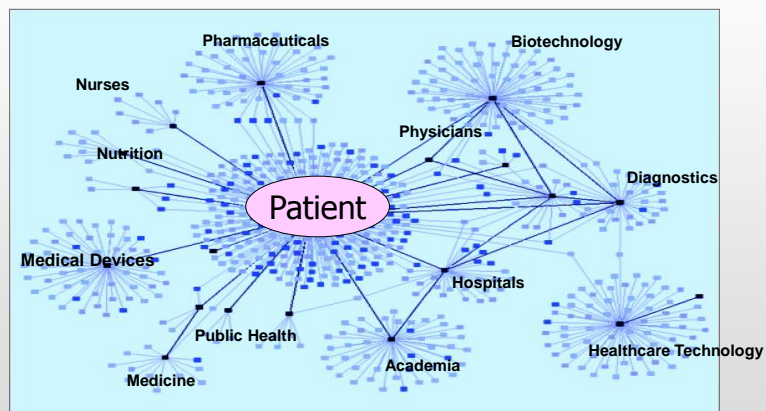 Pharmaceuticals
Biotechnology
Nurses
Physicians
Nutrition
Diagnostics
Patient
Medical Devices
Hospitals
Public Health
Healthcare Technology
Academia
Medicine